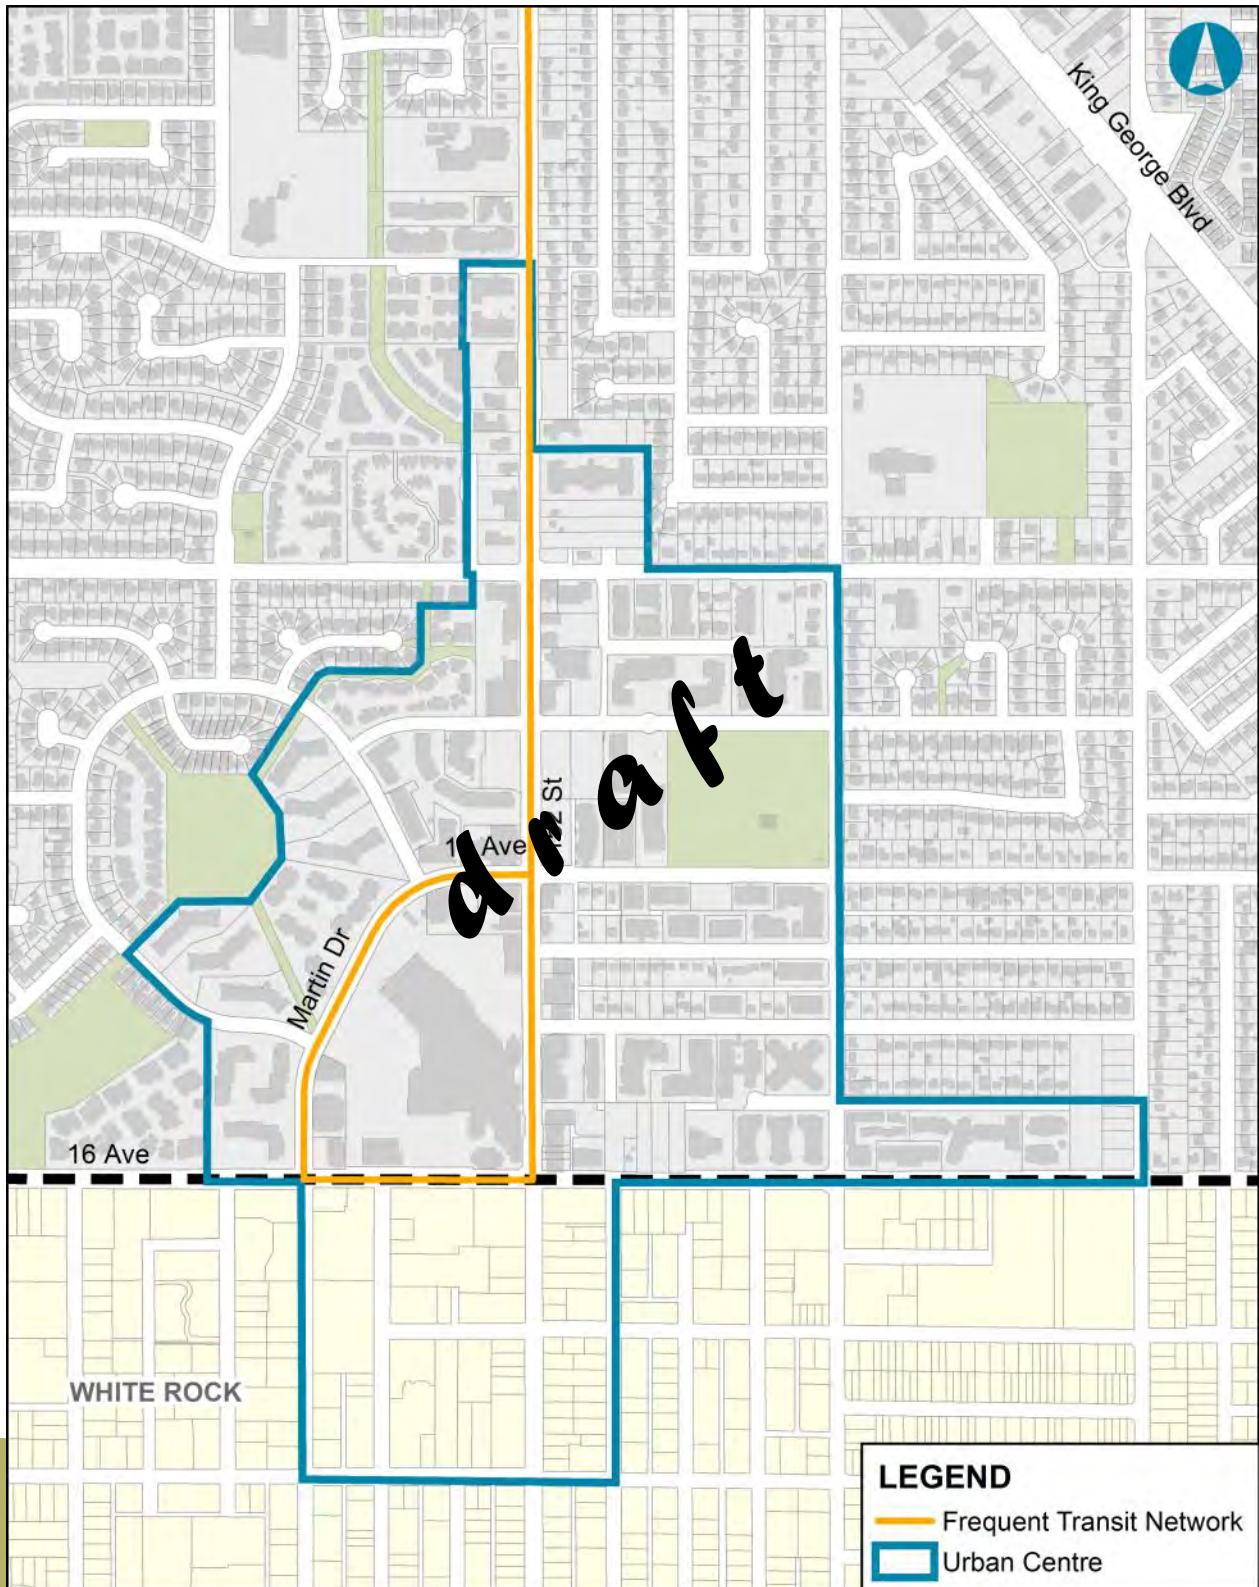 King George Blvd
draft
St
Ave
Martin Dr
16 Ave
WHITE ROCK
LEGEND
Frequent Transit Network
Urban Centre